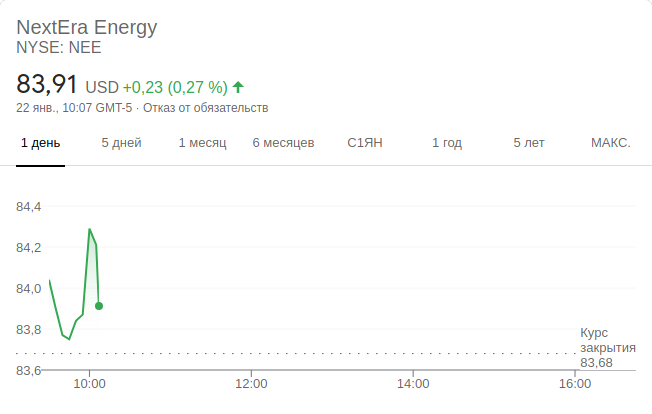 NextEra Energy
NYSE: NEE
83,91 USD +0,23 (0,27 %)
22 янв., 10:07 GMT-5 · Отказ от обязательств
1 день 5 дней 1 месяц 6 месяцев С1ЯН 1 год 5 лет МАКС.
84,4
84,2
84,0
83,8
83,6
Курс
закрытия
83,68
10:00 12:00 14:00 16:00